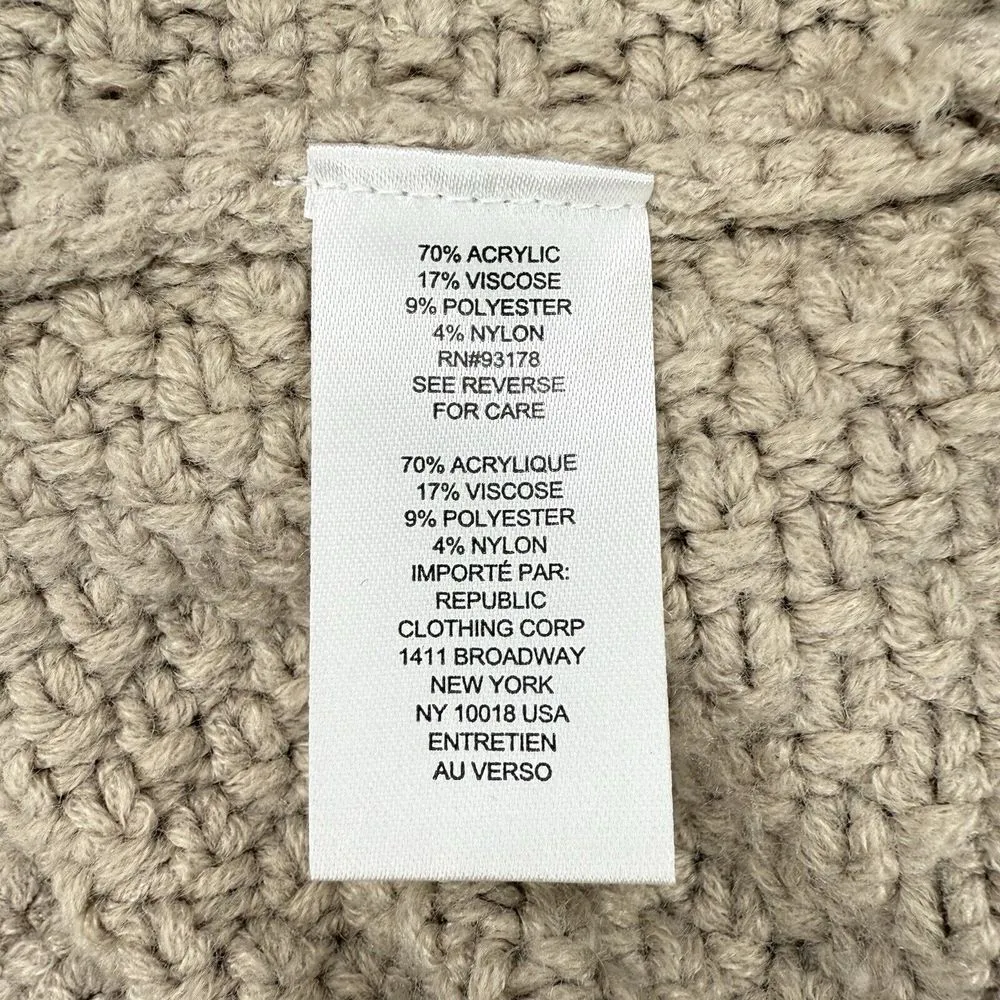 70% ACRYLIC
17% VISCOSE
9% POLYESTER
4% NYLON
RN#93178
SEE REVERSE
FOR CARE
70% ACRYLIQUE
17% VISCOSE
9% POLYESTER
4% NYLON
IMPORTÉ PAR:
REPUBLIC
CLOTHING CORP
1411 BROADWAY
NEW YORK
NY 10018 USA
ENTRETIEN
AU VERSO